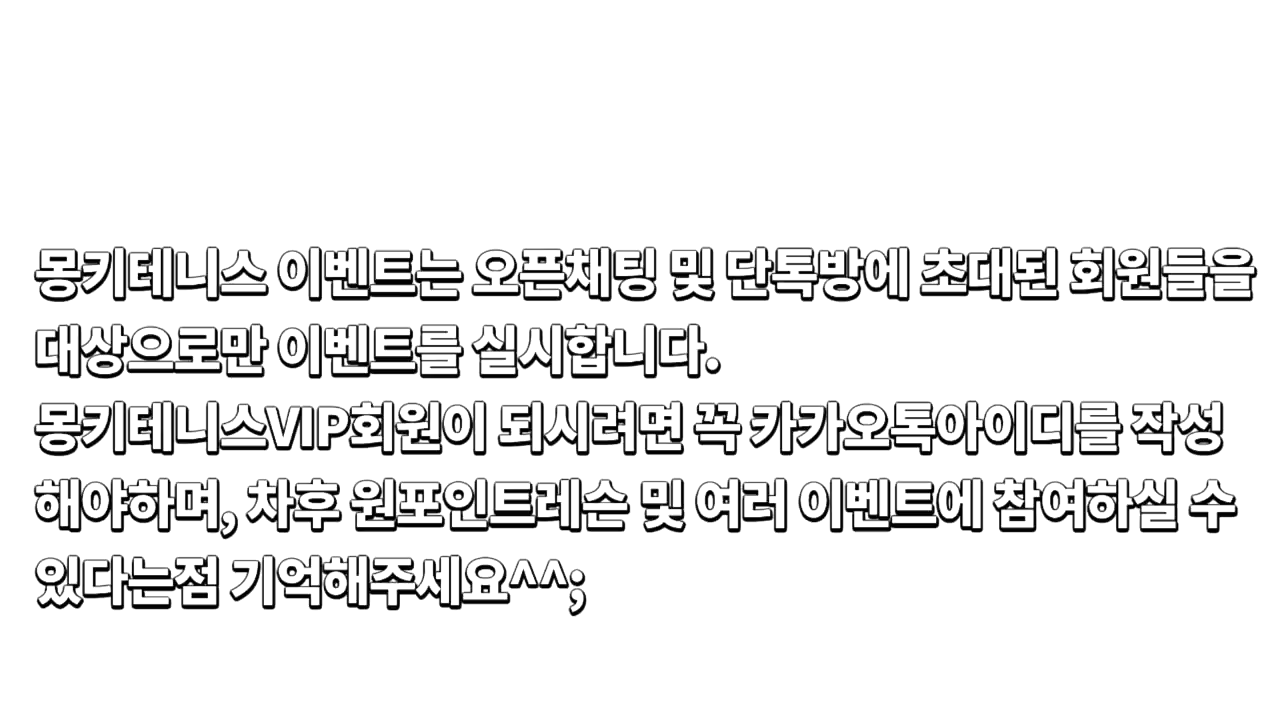 몽키테니스 이벤트는 오픈채팅 및 단톡방에 초대된 회원들을
대상으로만 이벤트를 실시합니다.
몽키테니스VIP회원이 되시려면 꼭 카카오톡아이디를 작성
해야하며, 차후 원포인트레슨 및 여러 이벤트에 참여하실 수
있다는점 기억해주세요^^;